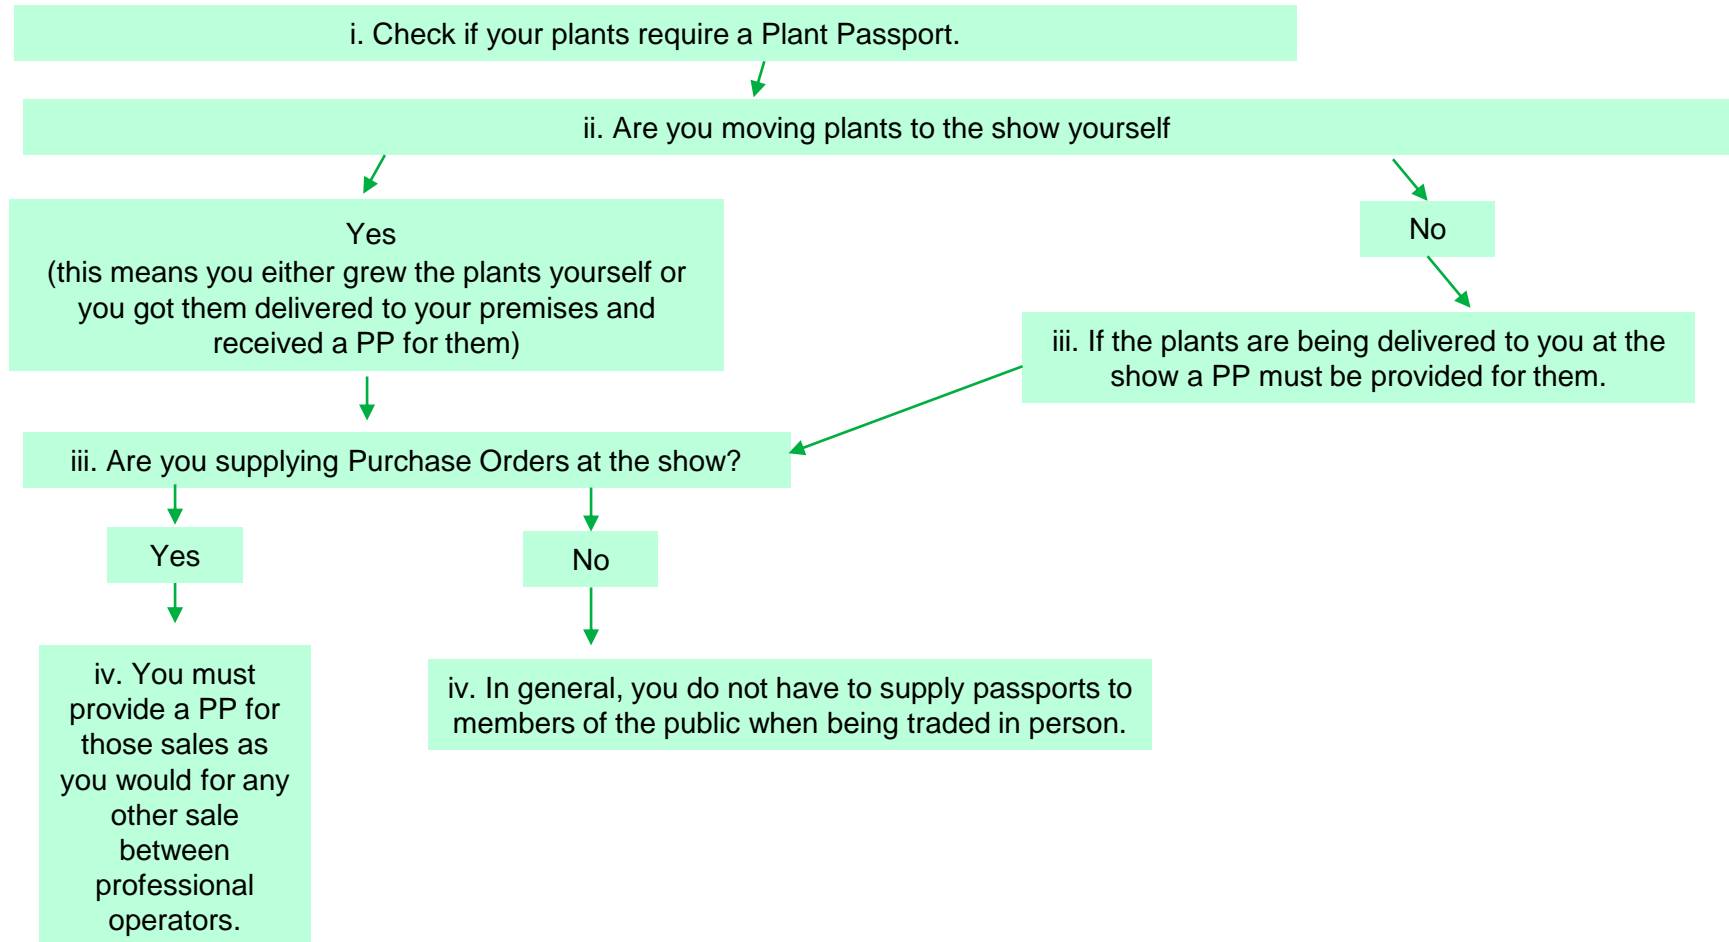 i. Check if your plants require a Plant Passport.
ii. Are you moving plants to the show yourself
Yes
(this means you either grew the plants yourself or
you got them delivered to your premises and
received a PP for them)
No
iii. If the plants are being delivered to you at the
show a PP must be provided for them.
iii. Are you supplying Purchase Orders at the show?
Yes
No
iv. You must
provide a PP for
those sales as
you would for any
other sale
between
professional
operators.
iv. In general, you do not have to supply passports to
members of the public when being traded in person.